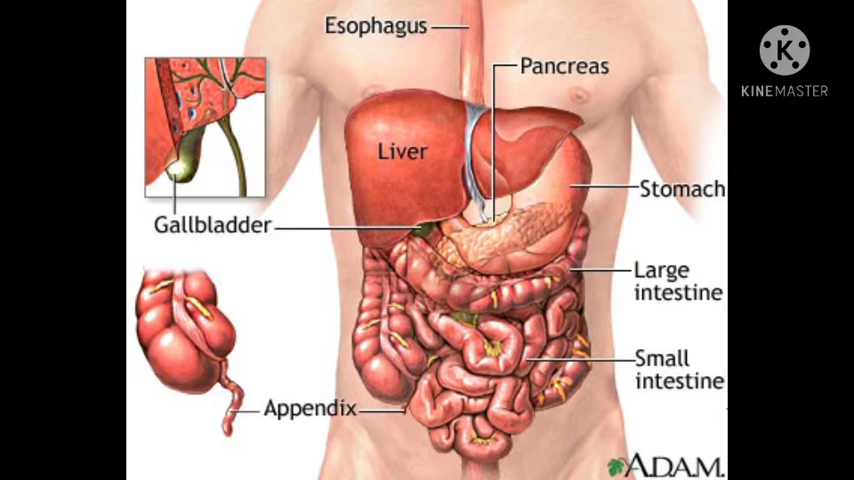 Esophagus
Pancreas
KINEMASTER
Liver
Stomach
Gallbladder
Large
intestine
Small
intestine
Appendix
A.D.A.M.